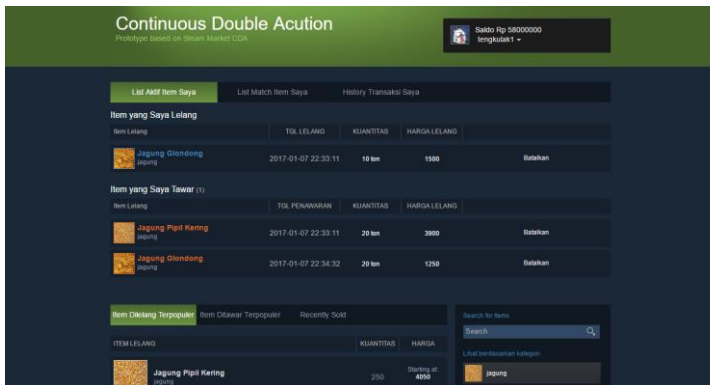 Continuous Double Acution
Prototype based on Steam Market CDA
Saldo Rp 58000000
tengkulak1
List Aktif Item Saya List Match Item Saya History Transaksi Saya
Item yang Saya Lelang
Item Lelang TGL LELANG KUANTITAS HARGA LELANG
Jagung Glondong
jagung
2017-01-07 22:33:11 10 ton 1500 Batalkan
Item yang Saya Tawar (1)
Item Lelang TGL PENAWARAN KUANTITAS HARGA LELANG
Jagung Pipil Kering
jagung
2017-01-07 22:33:11 20 ton 3900 Batalkan
Jagung Glondong
jagung
2017-01-07 22:34:32 20 ton 1250 Batalkan
Item Dilelang Terpopuler Item Ditawar Terpopuler Recently Sold
ITEM LELANG KUANTITAS HARGA
Jagung Pipil Kering
jagung
250 Starting at:
4050
Search for Items
Search
Lihat berdasarkan kategori
jagung